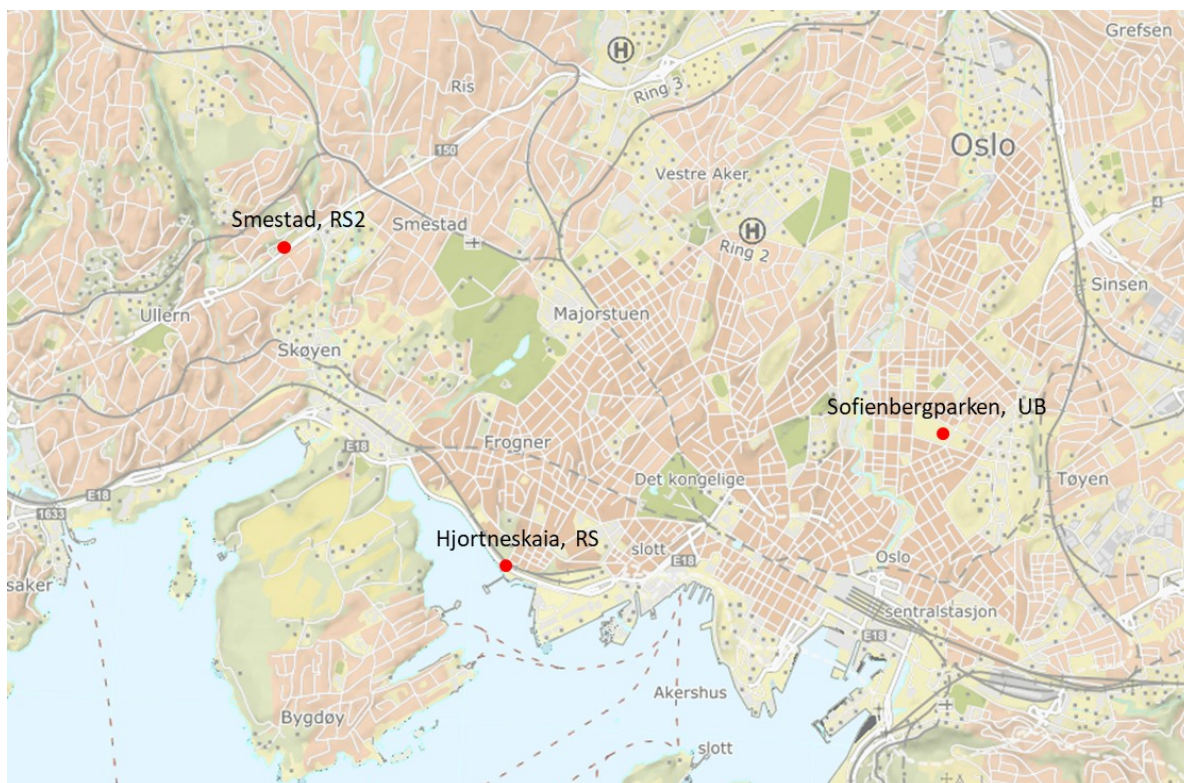 Grefsen
Ris
Ring 3
H
Oslo
150
Vestre Aker
4
Smestad, RS2
Smestad
H
Ring 2
Sinsen
Ullern
Majorstuen
Skøyen
Sofienbergparken, UB
Frogner
E18
Det kongelige
Tøyen
E18
1633
Hjortneskaia, RS
slott
E18
Oslo
saker
sentralstasjon
E18
Akershus
Bygdøy
slott